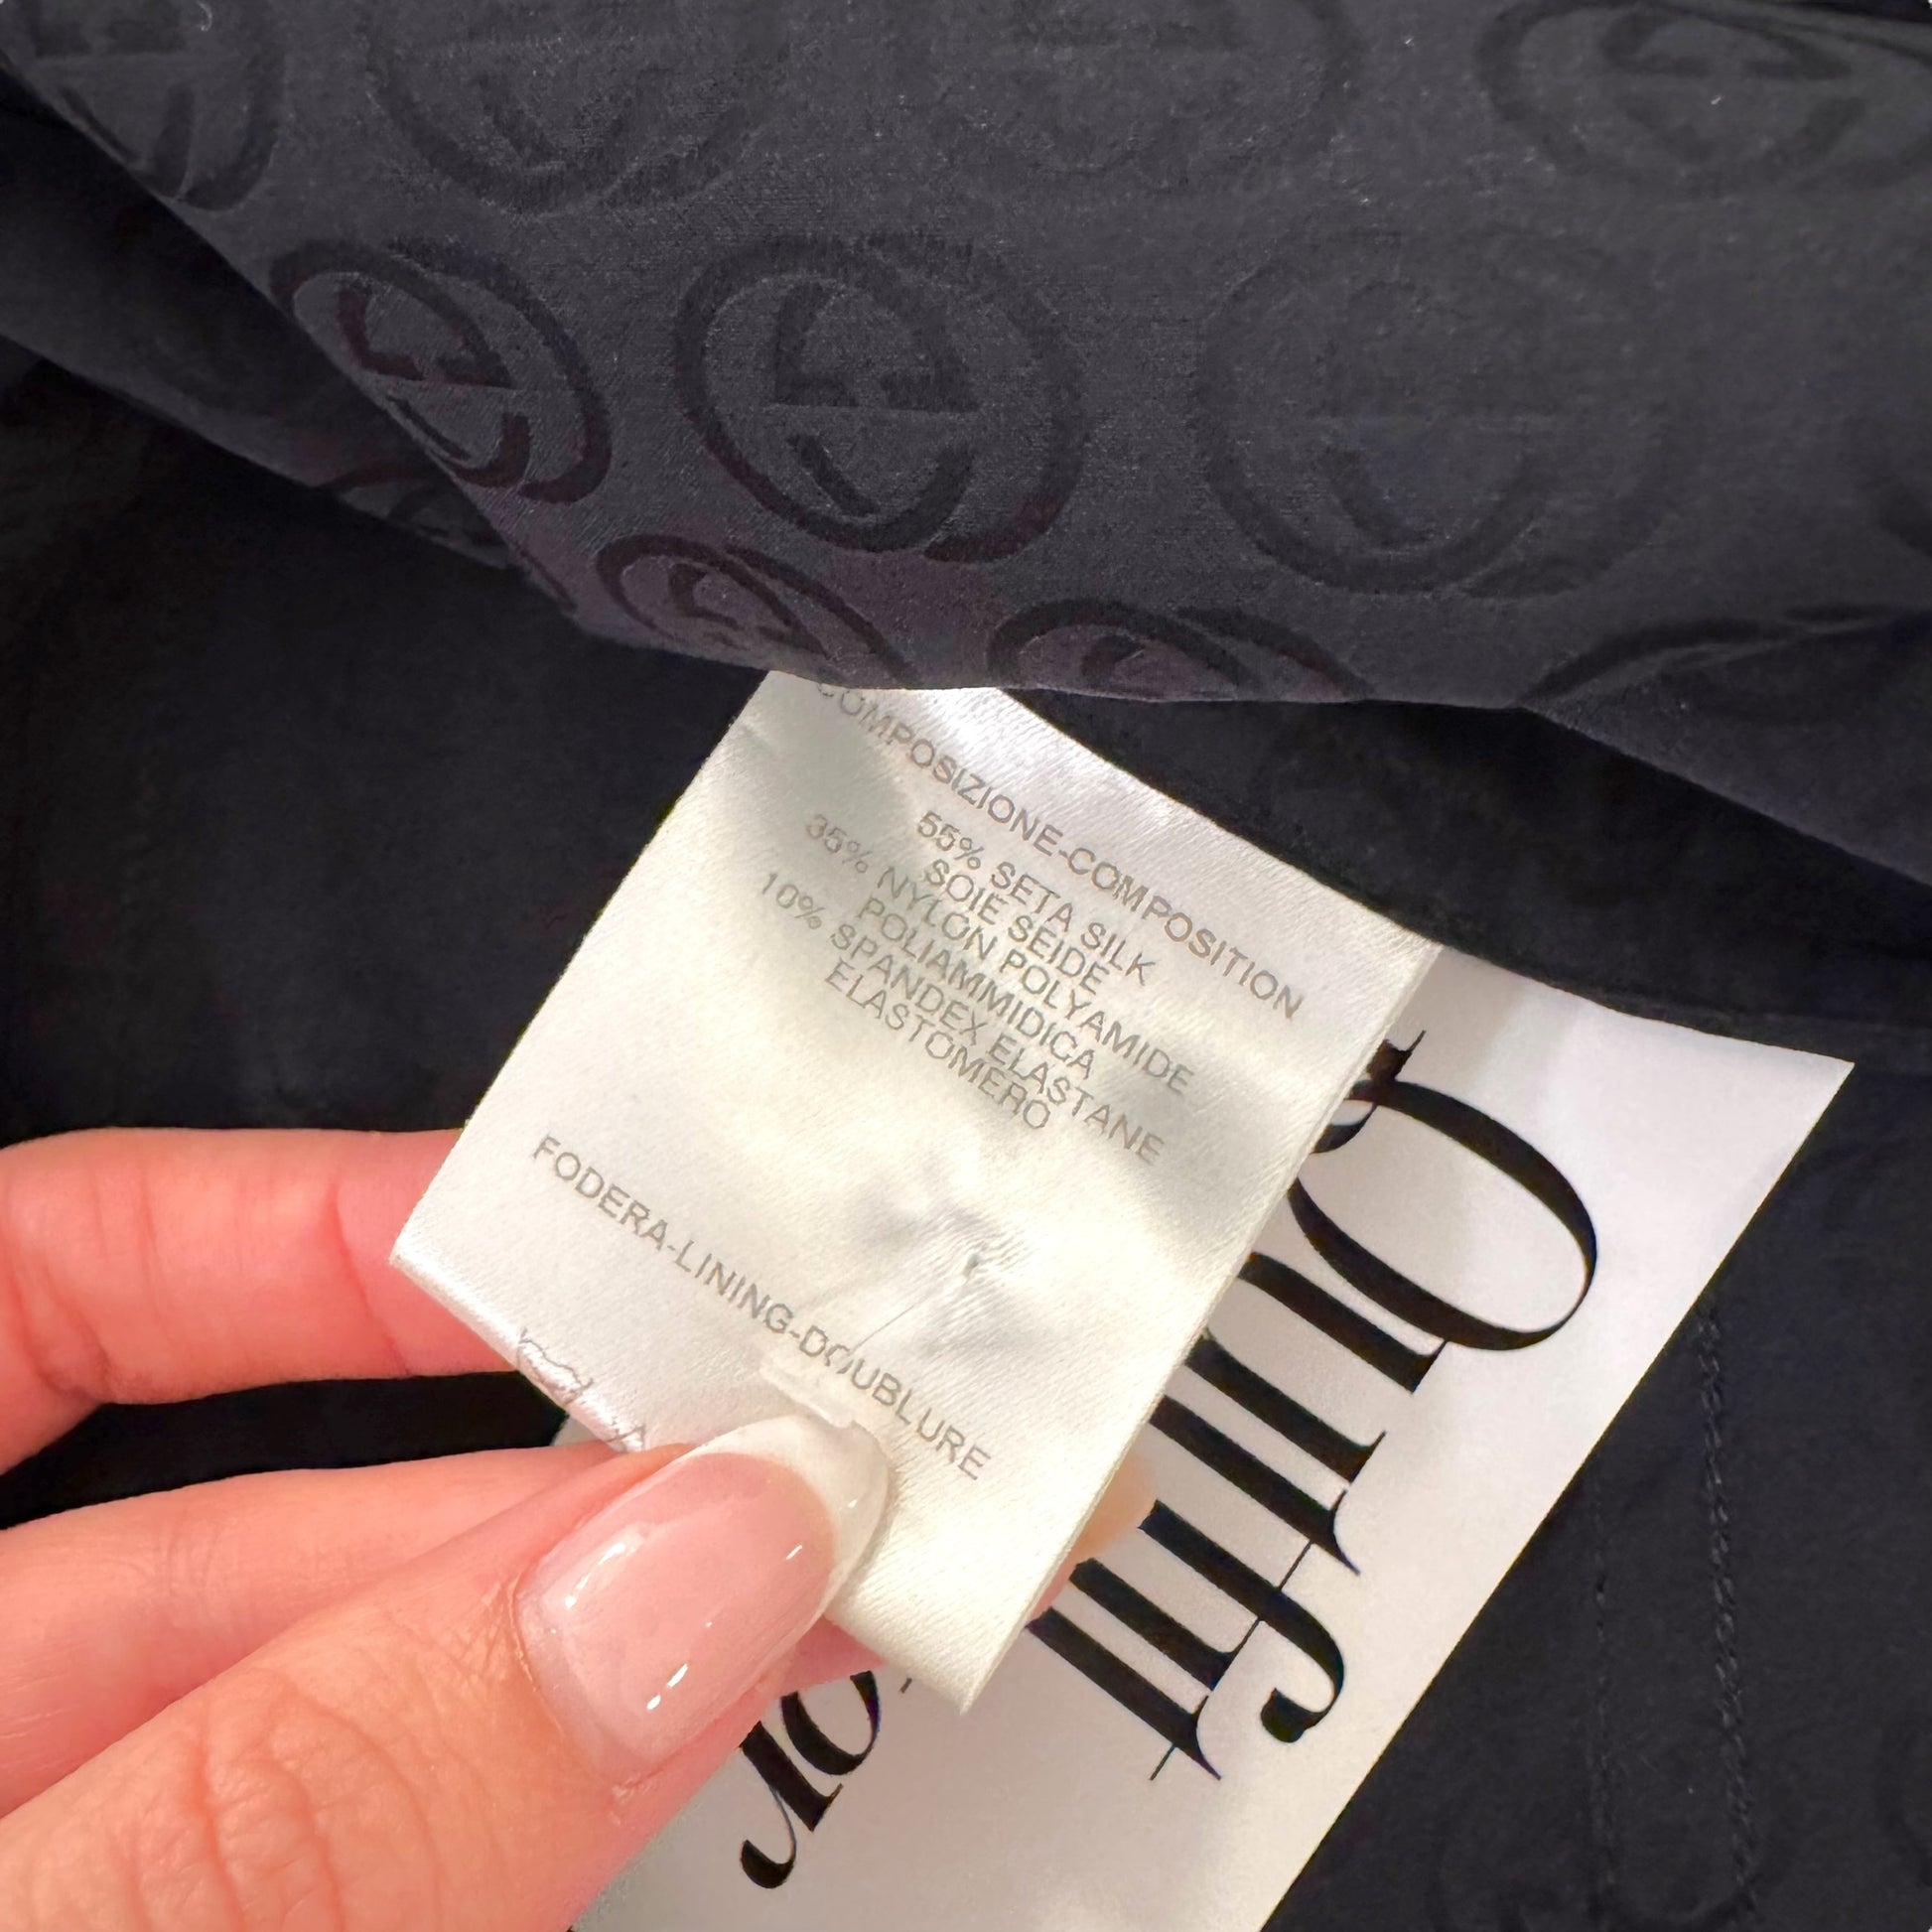 COMPOSIZIONE-COMPOSITION
55% SETA SILK
SOIE SEIDE
35% NYLON POLYAMIDE
POLIAMMIDICA
10% SPANDEX ELASTANE
ELASTOMERO
FODERA-LINING-DOUBLURE